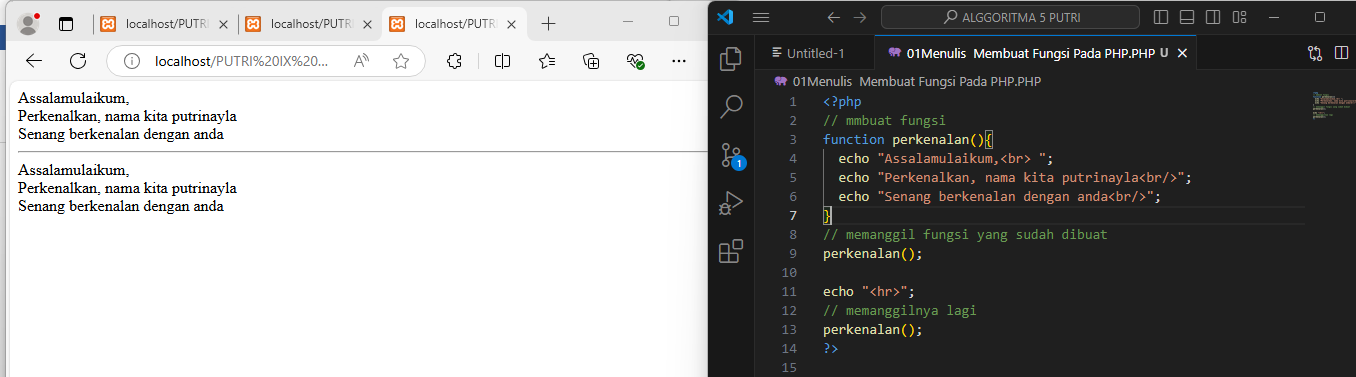 localhost/PUTRI
localhost/PUTRI
localhost/PUTRI
localhost/PUTRI%20IX%20...
Assalamulaikum,
Perkenalkan, nama kita putrinayla
Senang berkenalan dengan anda
Assalamulaikum,
Perkenalkan, nama kita putrinayla
Senang berkenalan dengan anda
ALGGORITMA 5 PUTRI
Untitled-1
01Menulis Membuat Fungsi Pada PHP.PHP U
01Menulis Membuat Fungsi Pada PHP.PHP
1 <?php
2 // mmbuat fungsi
3 function perkenalan(){
4 echo "Assalamulaikum,<br> ";
5 echo "Perkenalkan, nama kita putrinayla<br/>";
6 echo "Senang berkenalan dengan anda<br/>";
7 }
8 // memanggil fungsi yang sudah dibuat
9 perkenalan();
10
11 echo "<hr>";
12 // memanggilnya lagi
13 perkenalan();
14 ?>
15
1